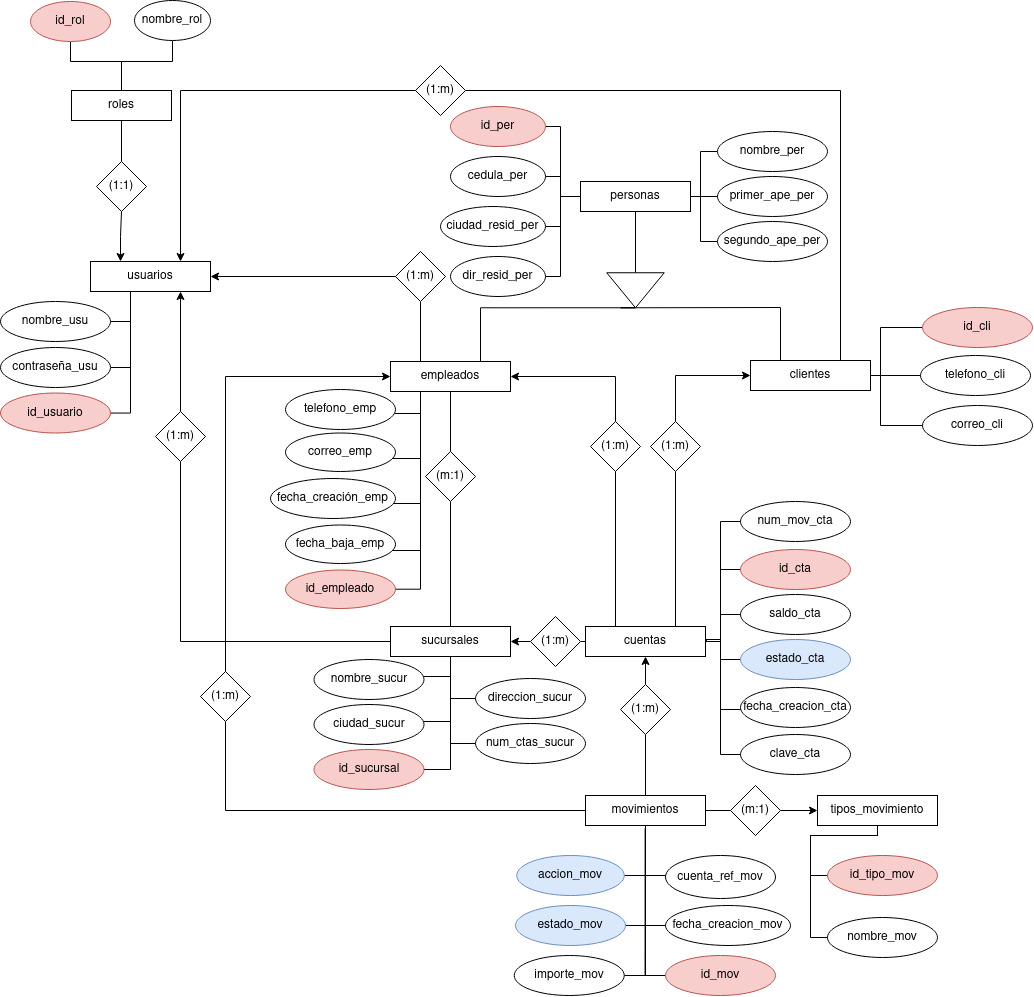 id_rol
nombre_rol
roles
(1:m)
id_per
nombre_per
cedula_per
personas
primer_ape_per
(1:1)
ciudad_resid_per
segundo_ape_per
usuarios
(1:m)
dir_resid_per
nombre_usu
id_cli
contraseña_usu
empleados
clientes
telefono_cli
id_usuario
telefono_emp
correo_cli
(1:m)
correo_emp
(m:1)
(1:m)
(1:m)
fecha_creación_emp
num_mov_cta
fecha_baja_emp
id_cta
id_empleado
saldo_cta
sucursales
(1:m)
cuentas
estado_cta
nombre_sucur
(1:m)
direccion_sucur
(1:m)
fecha_creacion_cta
ciudad_sucur
num_ctas_sucur
clave_cta
id_sucursal
movimientos
(m:1)
tipos_movimiento
accion_mov
cuenta_ref_mov
id_tipo_mov
estado_mov
fecha_creacion_mov
nombre_mov
importe_mov
id_mov